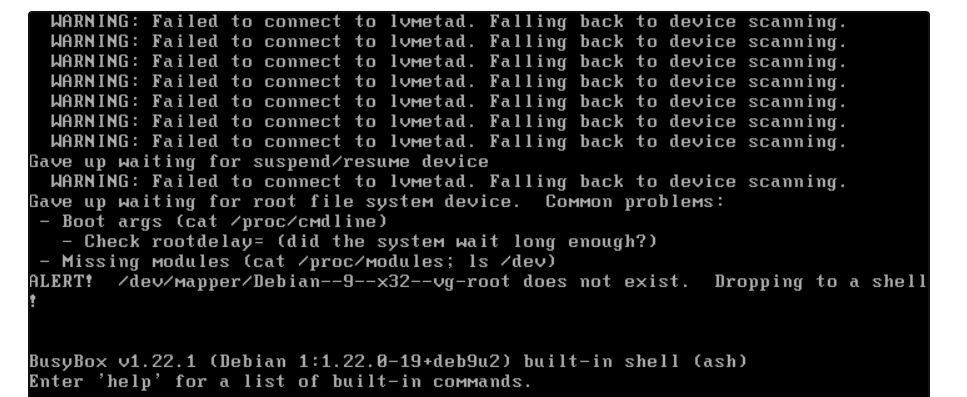 WARNING: Failed to connect to lvmetad. Falling back to device scanning.
WARNING: Failed to connect to lvmetad. Falling back to device scanning.
WARNING: Failed to connect to lvmetad. Falling back to device scanning.
WARNING: Failed to connect to lvmetad. Falling back to device scanning.
WARNING: Failed to connect to lvmetad. Falling back to device scanning.
WARNING: Failed to connect to lvmetad. Falling back to device scanning.
WARNING: Failed to connect to lvmetad. Falling back to device scanning.
Gave up waiting for suspend/resume device
WARNING: Failed to connect to lvmetad. Falling back to device scanning.
Gave up waiting for root file system device.  Common problems:
- Boot args (cat /proc/cmdline)
- Check rootdelay= (did the system wait long enough?)
- Missing modules (cat /proc/modules; ls /dev)
ALERT!  /dev/mapper/Debian--9--x32--vg-root does not exist.  Dropping to a shell
!
BusyBox v1.22.1 (Debian 1:1.22.0-19+deb9u2) built-in shell (ash)
Enter 'help' for a list of built-in commands.